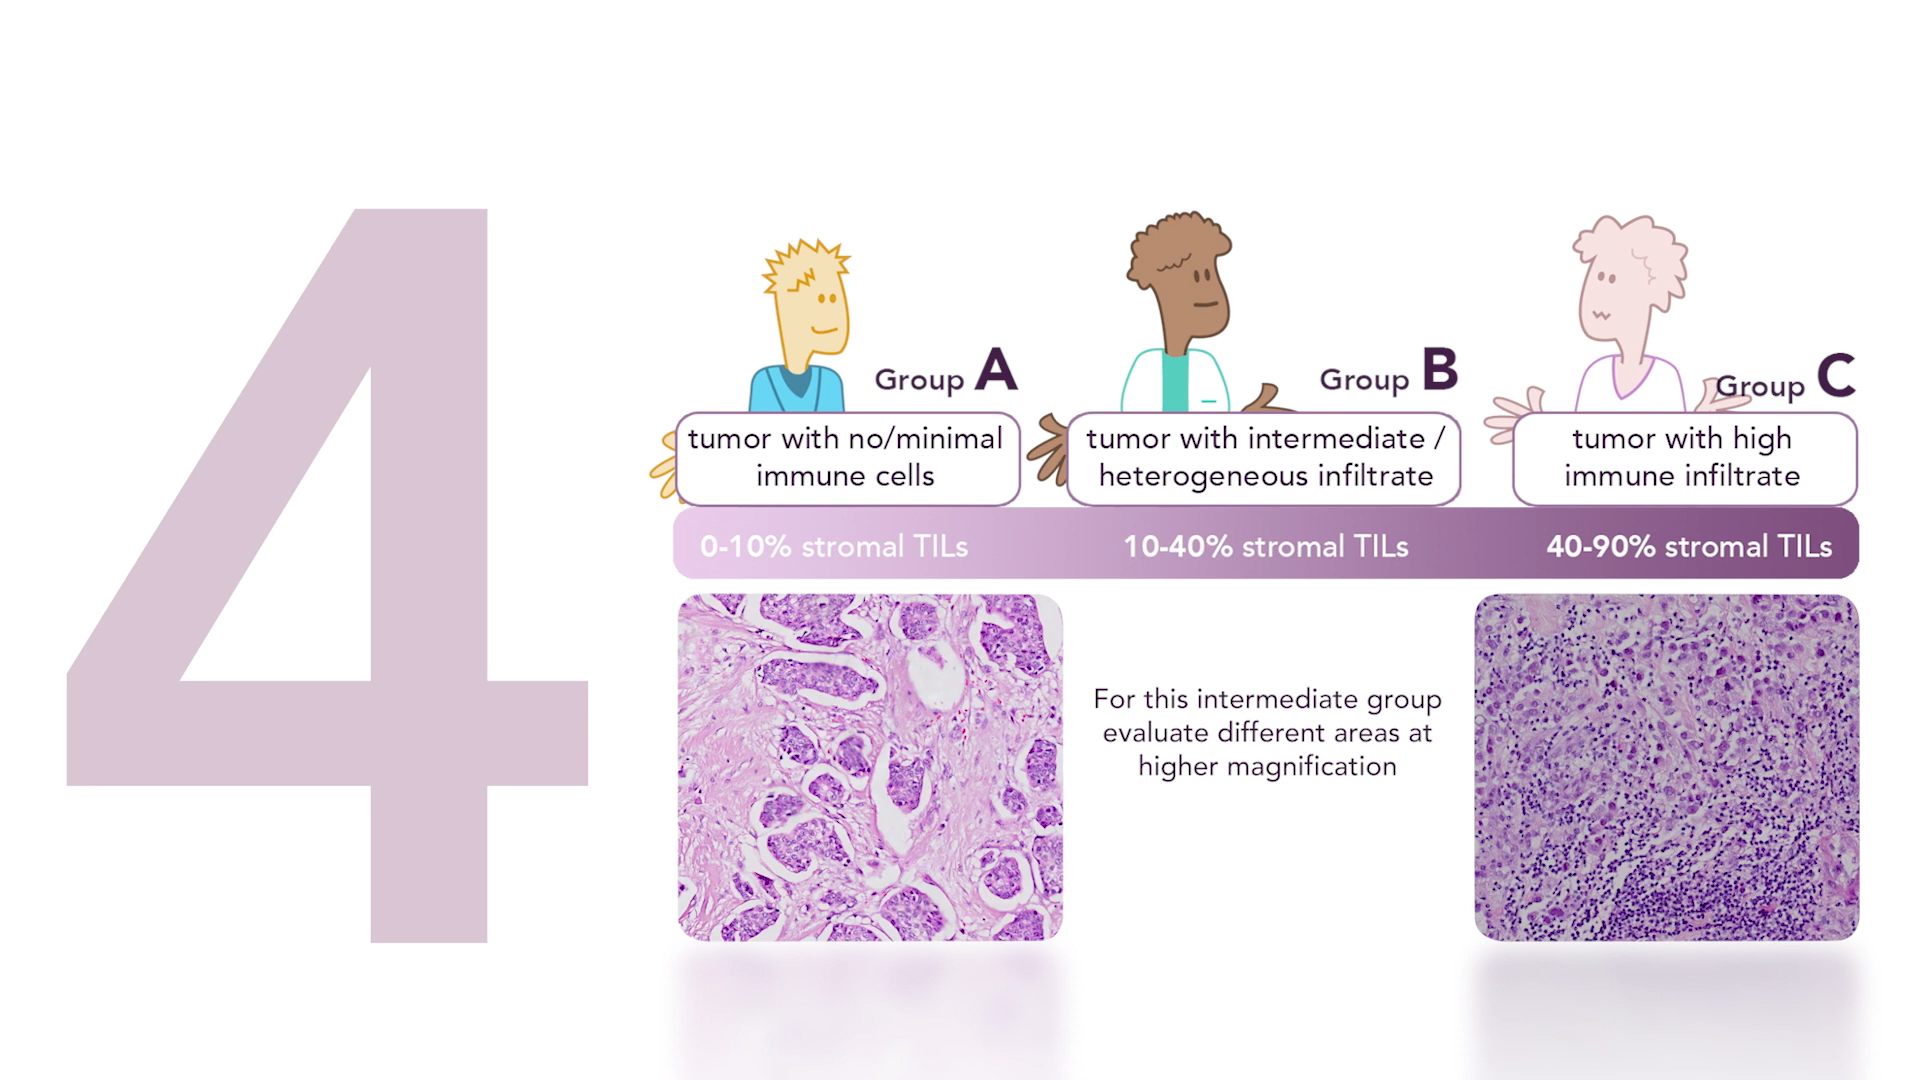 4
Group A
tumor with no/minimal
immune cells
0-10% stromal TILs
Group B
tumor with intermediate /
heterogeneous infiltrate
10-40% stromal TILs
For this intermediate group
evaluate different areas at
higher magnification
Group C
tumor with high
immune infiltrate
40-90% stromal TILs